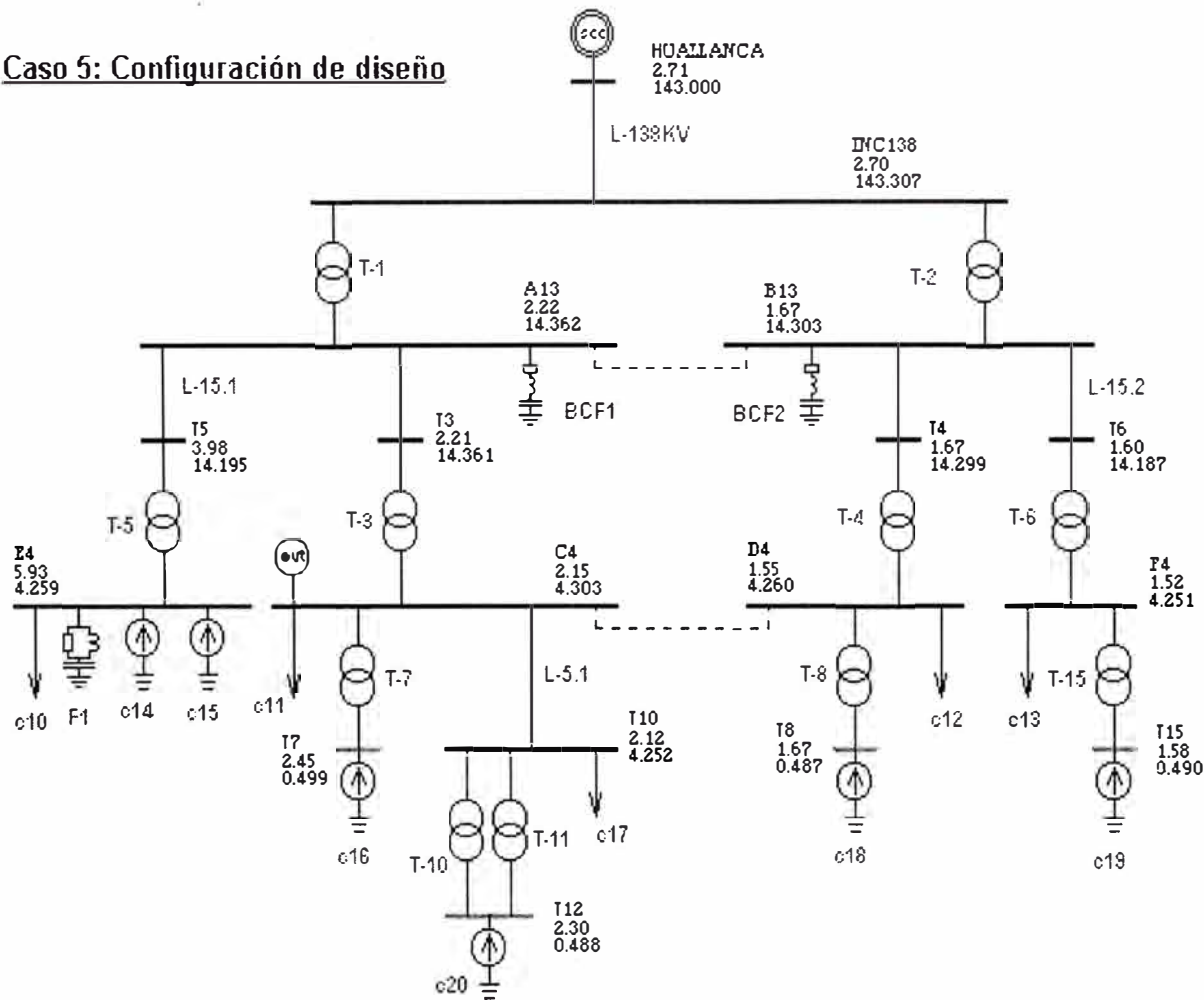 scc
Caso 5: Configuración de diseño
HUALLANCA
2.71
143.000
L-138KV
INC138
2.70
143.307
T-1
T-2
A13
2.22
14.362
B13
1.67
14.303
L-15.1
BCF1
BCF2
L-15.2
T5
3.98
14.195
T3
2.21
14.361
T4
1.67
14.299
T6
1.60
14.187
T-5
T-3
T-4
T-6
E4
5.93
4.259
out
C4
2.15
4.303
D4
1.55
4.260
F4
1.52
4.251
c10
F1
c14
c15
c11
T-7
L-5.1
T-8
c12
c13
T-15
T7
2.45
0.499
T10
2.12
4.252
T8
1.67
0.487
T15
1.58
0.490
c16
T-10
T-11
c17
c18
c19
T12
2.30
0.488
c20